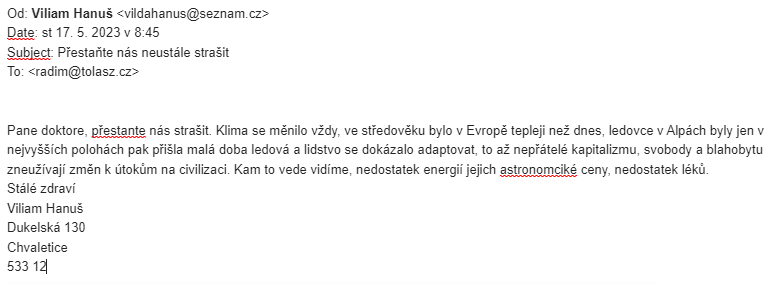 Od: Viliam Hanuš <vildahanus@seznam.cz>
Date: st 17. 5. 2023 v 8:45
Subject: Přestaňte nás neustále strašit
To: <radim@tolasz.cz>
Pane doktore, přestante nás strašit. Klima se měnilo vždy, ve středověku bylo v Evropě tepleji než dnes, ledovce v Alpách byly jen v
nejvyšších polohách pak přišla malá doba ledová a lidstvo se dokázalo adaptovat, to až nepřátelé kapitalizmu, svobody a blahobytu
zneužívají změn k útokům na civilizaci. Kam to vede vidíme, nedostatek energií jejich astronomciké ceny, nedostatek léků.
Stálé zdraví
Viliam Hanuš
Dukelská 130
Chvaletice
533 12